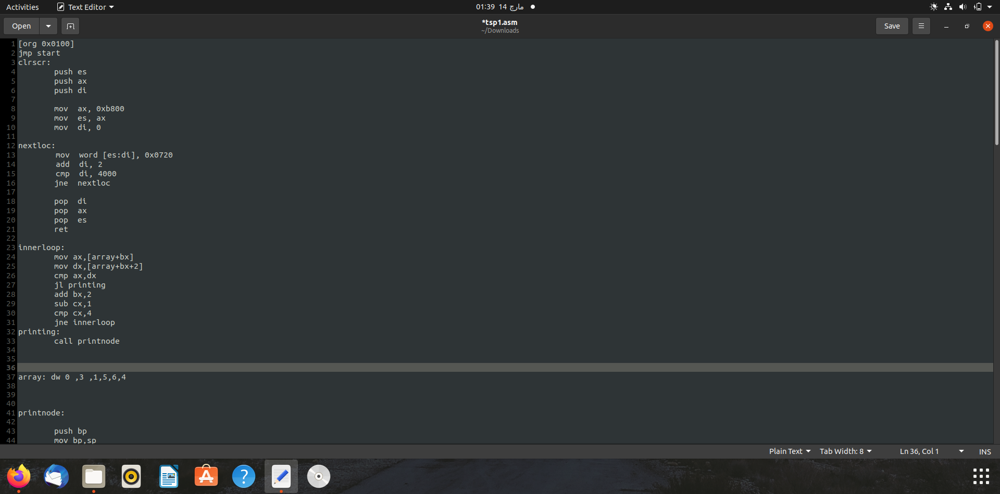 Activities Text Editor 01:39 14 مارچ
Open *tsp1.asm Save
~/Downloads
1 [org 0x0100]
2 jmp start
3 clrscr:
4 push es
5 push ax
6 push di
7
8 mov ax, 0xb800
9 mov es, ax
10 mov di, 0
11
12 nextloc:
13 mov word [es:di], 0x0720
14 add di, 2
15 cmp di, 4000
16 jne nextloc
17
18 pop di
19 pop ax
20 pop es
21 ret
22
23 innerloop:
24 mov ax,[array+bx]
25 mov dx,[array+bx+2]
26 cmp ax,dx
27 jl printing
28 add bx,2
29 sub cx,1
30 cmp cx,4
31 jne innerloop
32 printing:
33 call printnode
34
35
36
37 array: dw 0 ,3 ,1,5,6,4
38
39
40
41 printnode:
42
43 push bp
44 mov bp,sp
Plain Text Tab Width: 8 Ln 36, Col 1 INS